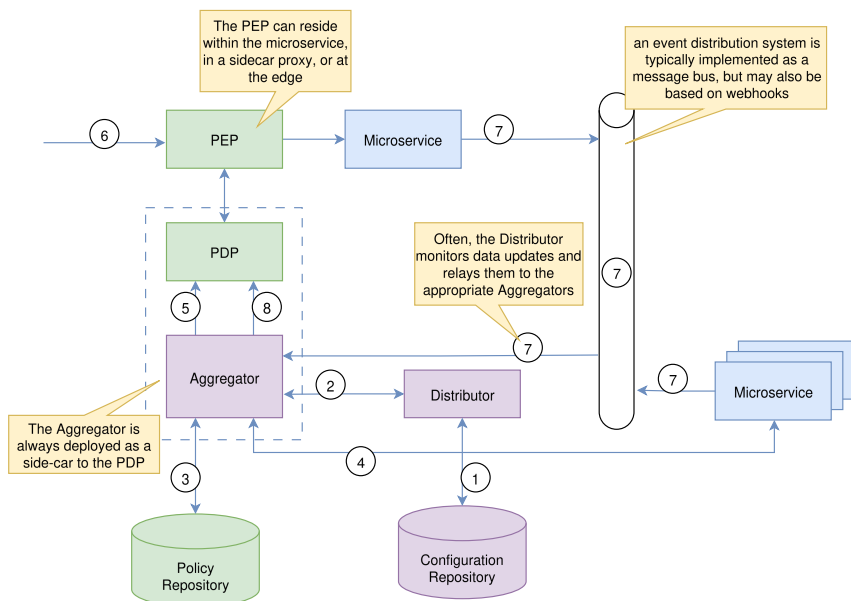 The PEP can reside
within the microservice,
in a sidecar proxy, or at
the edge
an event distribution system is
typically implemented as a
message bus, but may also be
based on webhooks
6
PEP
Microservice
7
PDP
Often, the Distributor
monitors data updates and
relays them to the
appropriate Aggregators
7
5
8
7
Aggregator
2
Distributor
7
Microservice
The Aggregator is
always deployed as a
side-car to the PDP
4
3
1
Policy
Repository
Configuration
Repository